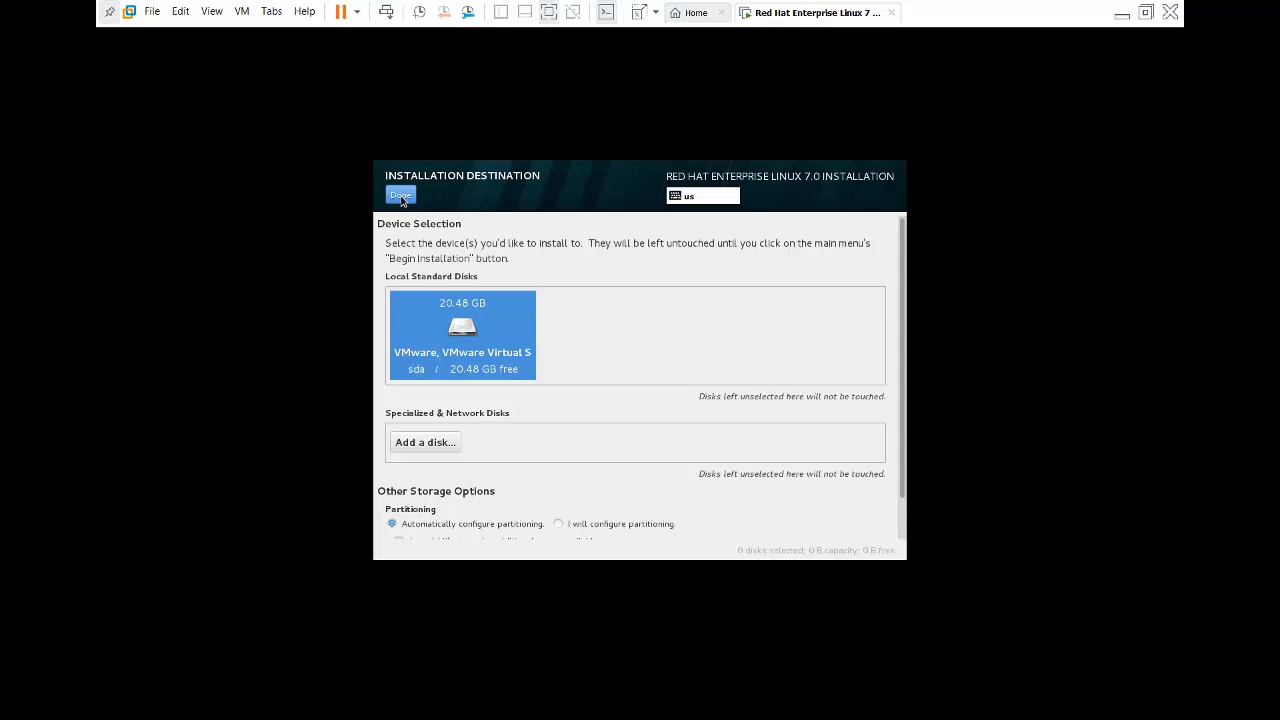 File Edit View VM Tabs Help
Home
Red Hat Enterprise Linux 7 ...
INSTALLATION DESTINATION
Done
RED HAT ENTERPRISE LINUX 7.0 INSTALLATION
us
Device Selection
Select the device(s) you'd like to install to.  They will be left untouched until you click on the main menu's
"Begin Installation" button.
Local Standard Disks
20.48 GB
VMware, VMware Virtual S
sda / 20.48 GB free
Disks left unselected here will not be touched.
Specialized & Network Disks
Add a disk...
Disks left unselected here will not be touched.
Other Storage Options
Partitioning
Automatically configure partitioning. I will configure partitioning.
0 disks selected; 0 B capacity; 0 B free